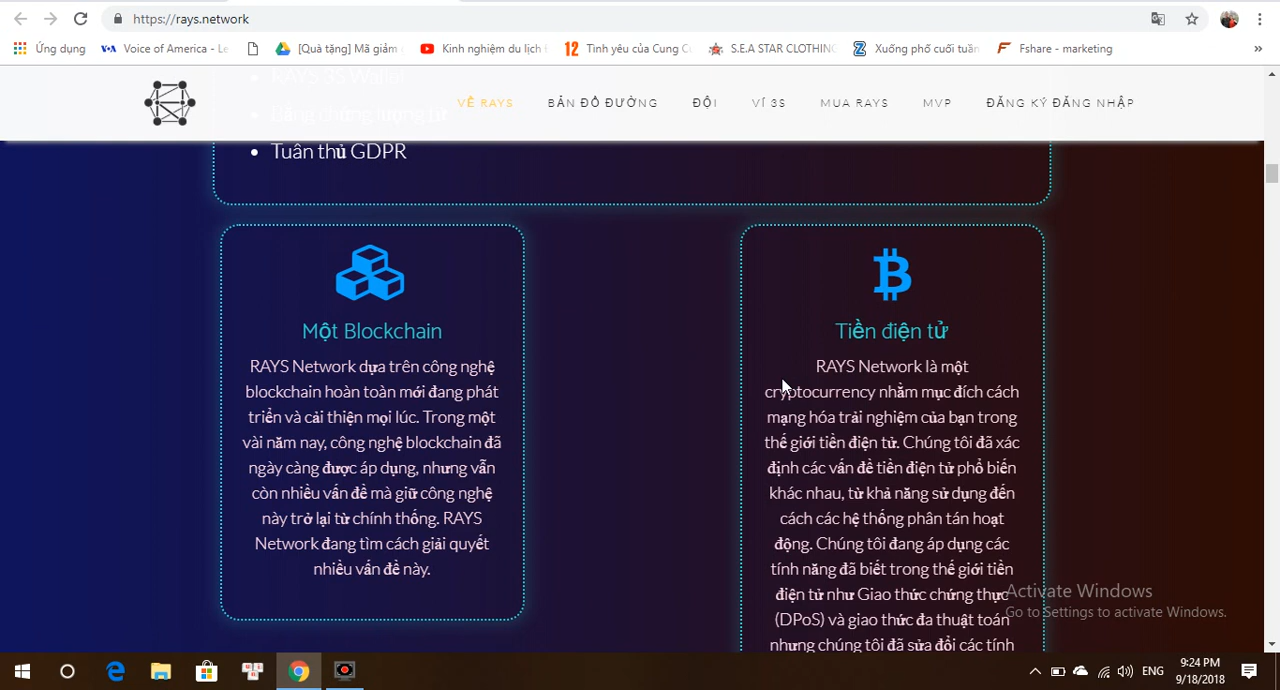 https://rays.network
Ứng dụng
Voice of America - Le
[Quà tặng] Mã giảm
Kinh nghiệm du lịch
Tình yêu của Cung Co
S.E.A STAR CLOTHING
Xuống phố cuối tuần
Fshare - marketing
»
RAYS 3S Wallet
VỀ RAYS
BẢN ĐỒ ĐƯỜNG
ĐỘI
VÍ 3S
MUA RAYS
MVP
ĐĂNG KÝ ĐĂNG NHẬP
Bằng chứng tương tự
Tuân thủ GDPR
Một Blockchain
RAYS Network dựa trên công nghệ
blockchain hoàn toàn mới đang phát
triển và cải thiện mọi lúc. Trong một
vài năm nay, công nghệ blockchain đã
ngày càng được áp dụng, nhưng vẫn
còn nhiều vấn đề mà giữ công nghệ
này trở lại từ chính thống. RAYS
Network đang tìm cách giải quyết
nhiều vấn đề này.
Tiền điện tử
RAYS Network là một
cryptocurrency nhằm mục đích cách
mạng hóa trải nghiệm của bạn trong
thế giới tiền điện tử. Chúng tôi đã xác
định các vấn đề tiền điện tử phổ biến
khác nhau, từ khả năng sử dụng đến
cách các hệ thống phân tán hoạt
động. Chúng tôi đang áp dụng các
tính năng đã biết trong thế giới tiền
điện tử như Giao thức chứng thực
(DPoS) và giao thức đa thuật toán
nhưng chúng tôi đã sửa đổi các tính
Activate Windows
Go to Settings to activate Windows.
ENG
9:24 PM
9/18/2018